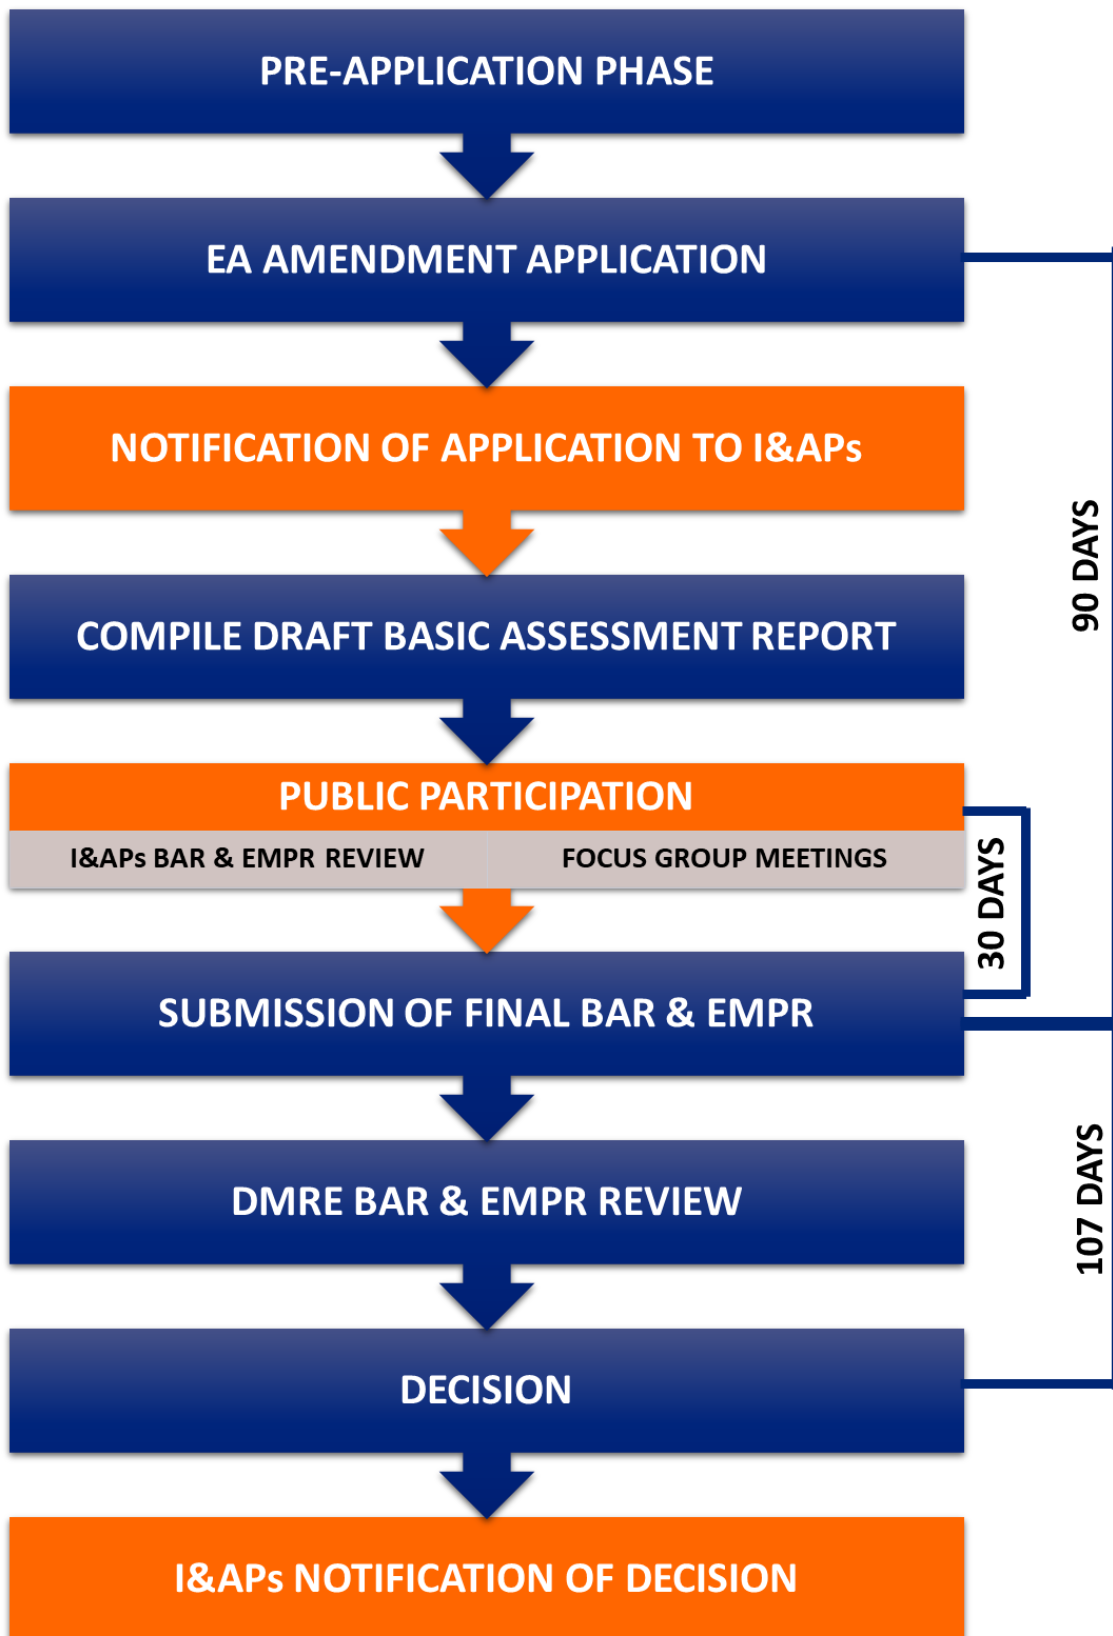 PRE-APPLICATION PHASE
EA AMENDMENT APPLICATION
NOTIFICATION OF APPLICATION TO I&APs
90 DAYS
COMPILE DRAFT BASIC ASSESSMENT REPORT
PUBLIC PARTICIPATION
I&APs BAR & EMPR REVIEW
FOCUS GROUP MEETINGS
30 DAYS
SUBMISSION OF FINAL BAR & EMPR
DMRE BAR & EMPR REVIEW
107 DAYS
DECISION
I&APs NOTIFICATION OF DECISION